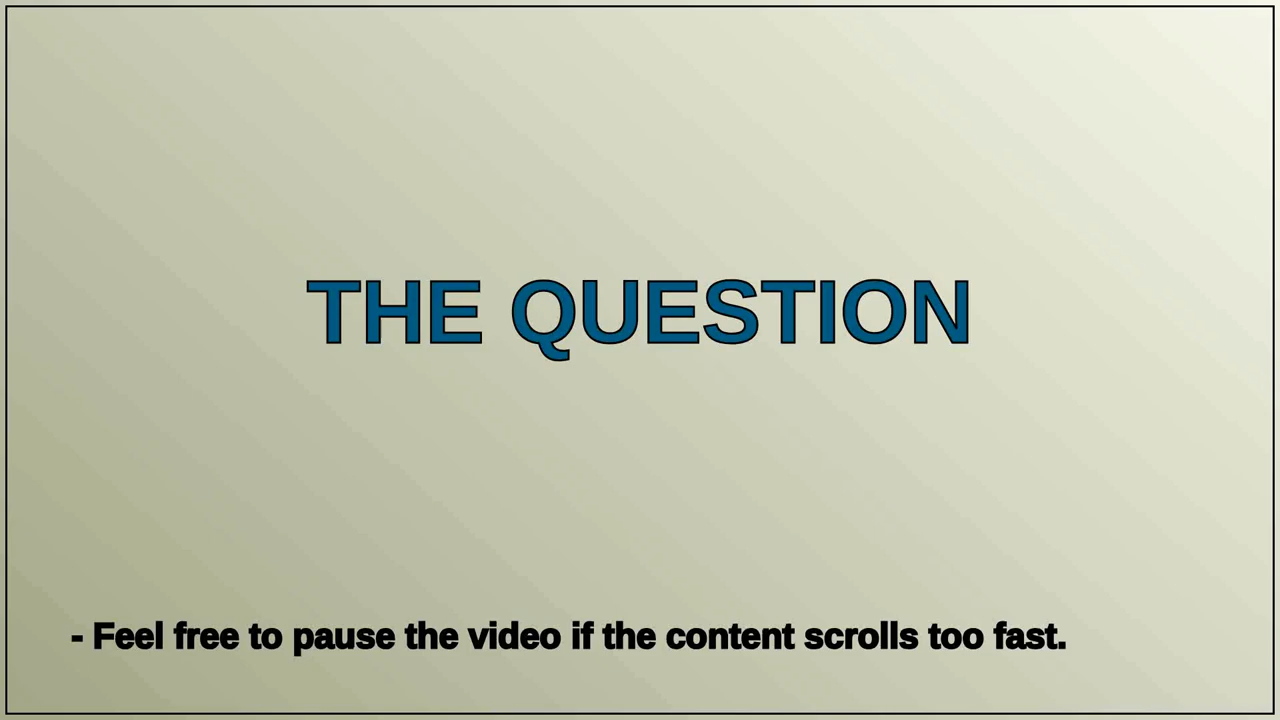 THE QUESTION
- Feel free to pause the video if the content scrolls too fast.